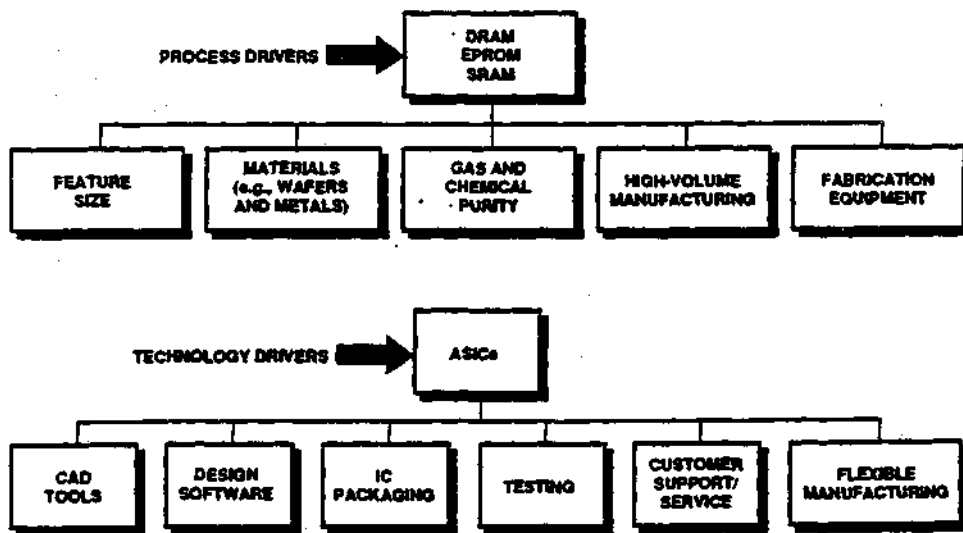 PROCESS DRIVERS
DRAM
EPROM
SRAM
FEATURE
SIZE
MATERIALS
(e.g., WAFERS
AND METALS)
GAS AND
CHEMICAL
PURITY
HIGH-VOLUME
MANUFACTURING
FABRICATION
EQUIPMENT
TECHNOLOGY DRIVERS
ASICs
CAD
TOOLS
DESIGN
SOFTWARE
IC
PACKAGING
TESTING
CUSTOMER
SUPPORT/
SERVICE
FLEXIBLE
MANUFACTURING